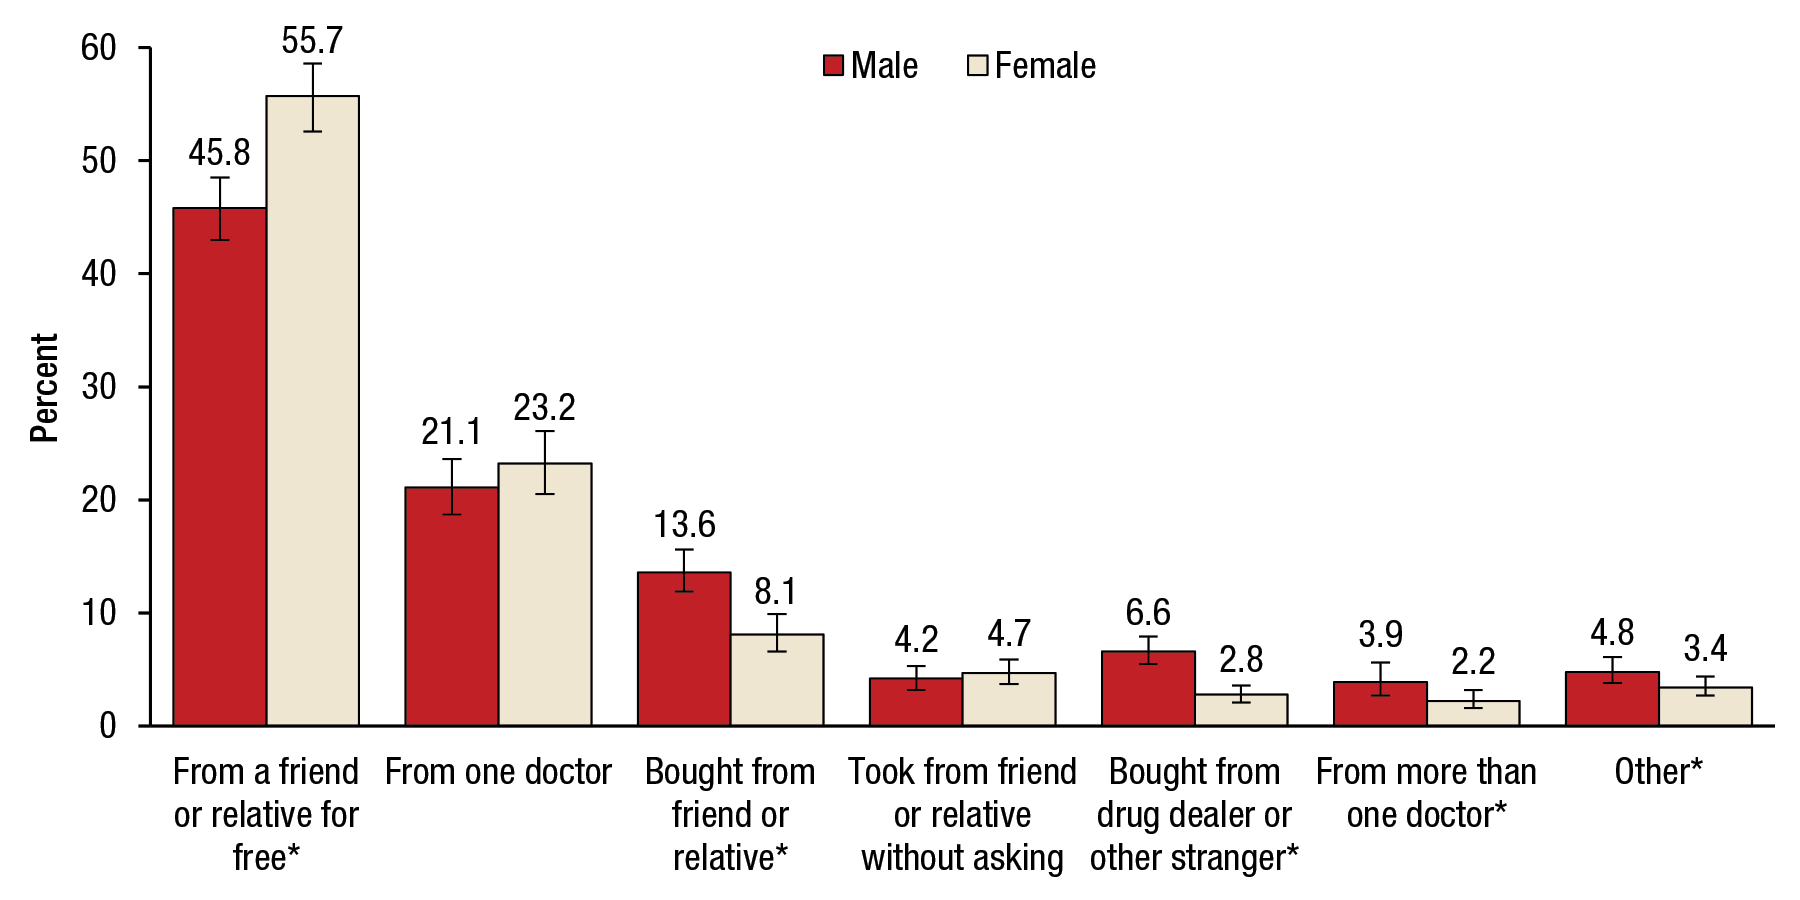 60
50
40
30
20
10
0
Percent
Male
Female
45.8
55.7
21.1
23.2
13.6
8.1
4.2
4.7
6.6
2.8
3.9
2.2
4.8
3.4
From a friend
or relative for
free*
From one doctor
Bought from
friend or
relative*
Took from friend
or relative
without asking
Bought from
drug dealer or
other stranger*
From more than
one doctor*
Other*